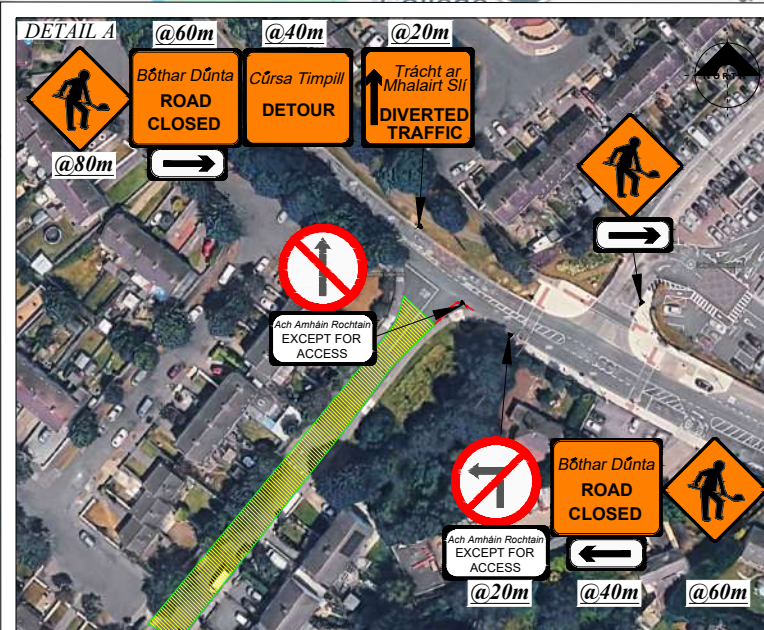 DETAIL A
@60m
@40m
@20m
Bóthar Dúnta
ROAD
CLOSED
Cúrsa Timpill
DETOUR
Trácht ar
Mhalairt Slí
DIVERTED
TRAFFIC
@80m
NORTH
Ach Amháin Rochtain
EXCEPT FOR
ACCESS
Bóthar Dúnta
ROAD
CLOSED
Ach Amháin Rochtain
EXCEPT FOR
ACCESS
@20m
@40m
@60m